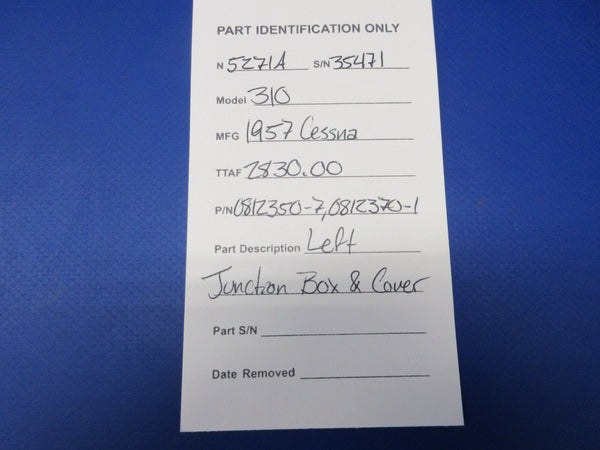 PART IDENTIFICATION ONLY
N 5271A S/N 35471
Model 310
MFG 1957 Cessna
TTAF 2830.00
P/N 0812350-7, 0812370-1
Part Description Left
Junction Box & Cover
Part S/N
Date Removed